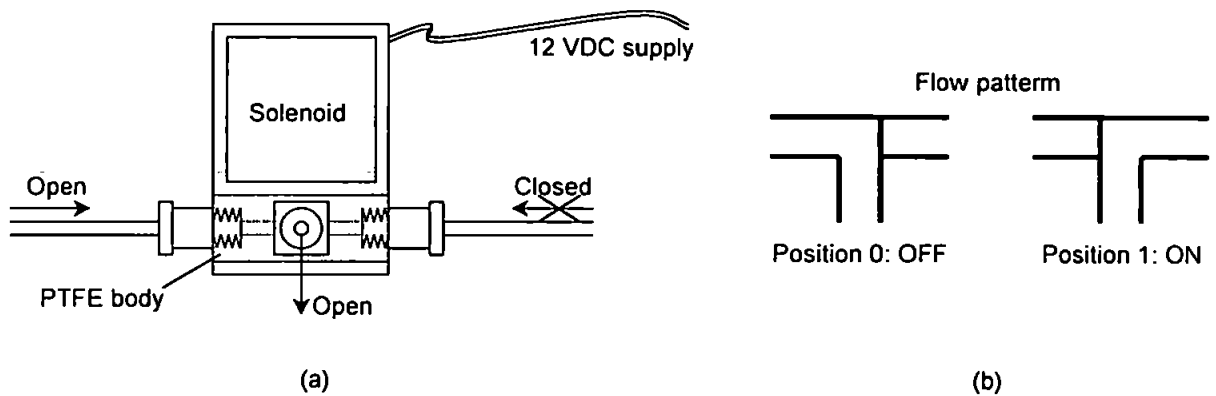 12 VDC supply
Solenoid
Open
Closed
PTFE body
Open
(a)
Flow patterm
Position 0: OFF
Position 1: ON
(b)